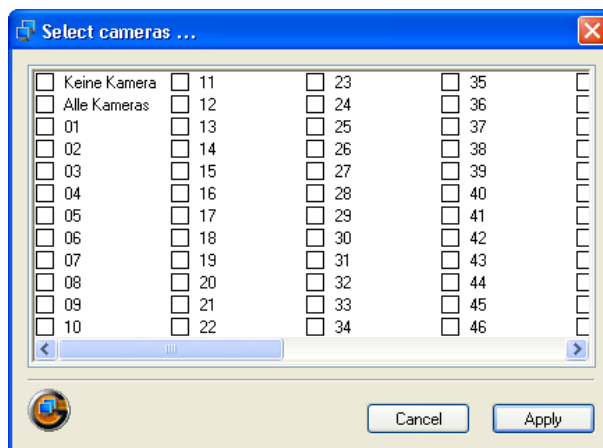 Select cameras ...
Keine Kamera 11 23 35
Alle Kameras 12 24 36
01 13 25 37
02 14 26 38
03 15 27 39
04 16 28 40
05 17 29 41
06 18 30 42
07 19 31 43
08 20 32 44
09 21 33 45
10 22 34 46
Cancel Apply